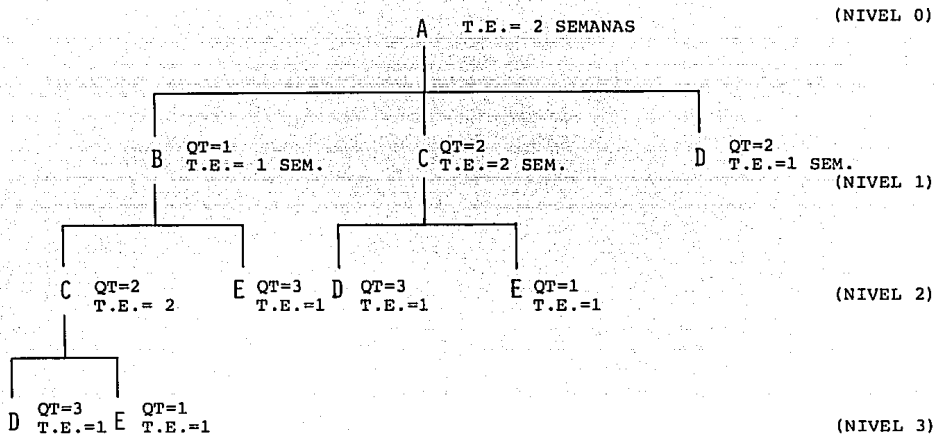 (NIVEL 0)
A T.E.= 2 SEMANAS
B QT=1 C QT=2 D QT=2
T.E.= 1 SEM. T.E.=2 SEM. T.E.=1 SEM.
(NIVEL 1)
C QT=2 E QT=3 D QT=3 E QT=1
T.E.= 2 T.E.=1 T.E.=1 T.E.=1 (NIVEL 2)
D QT=3 E QT=1
T.E.=1 T.E.=1 (NIVEL 3)